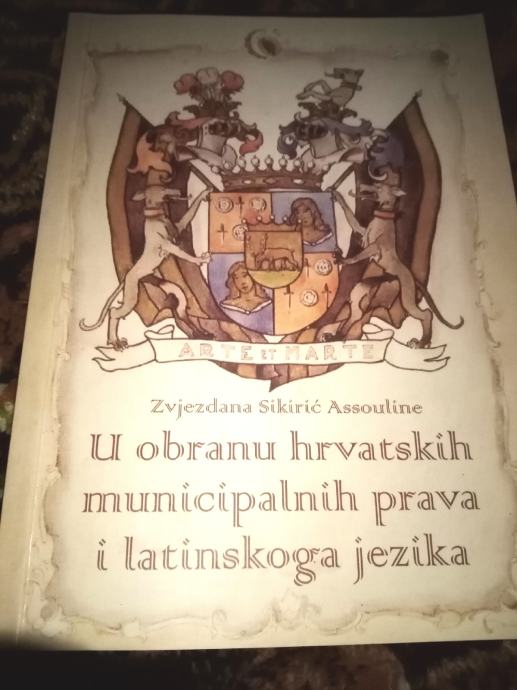 ARTE ET MARTE
Zvjezdana Sikirić Assouline
U obranu hrvatskih
municipalnih prava
i latinskoga jezika